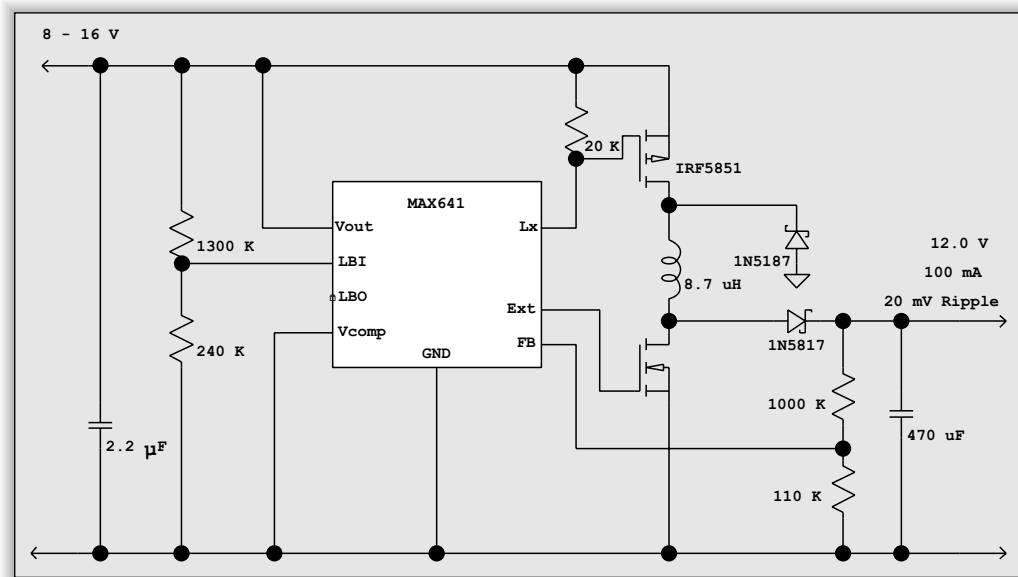 8 - 16 V
20 K
IRF5851
MAX641
Vout
Lx
1300 K
LBI
1N5187
12.0 V
8.7 uH
100 mA
LBO
20 mV Ripple
Ext
Vcomp
FB
1N5817
240 K
GND
1000 K
2.2 µF
470 uF
110 K